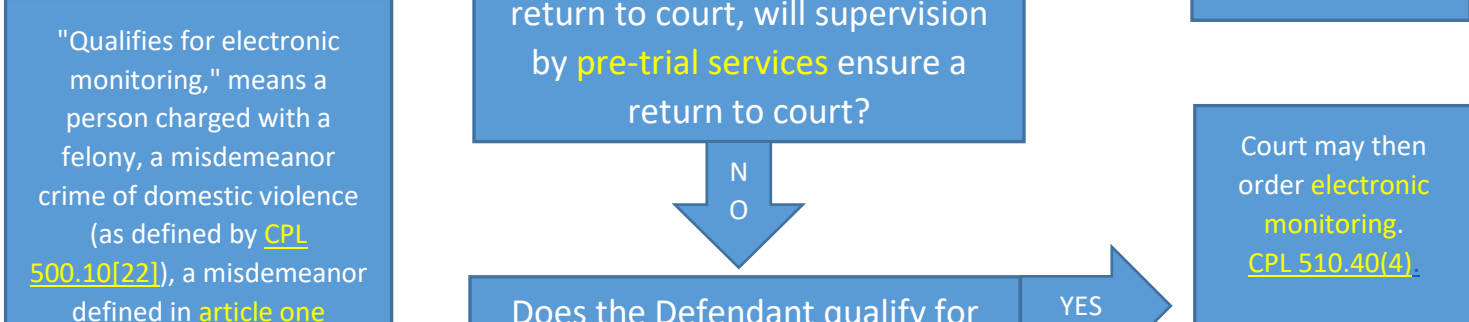 "Qualifies for electronic
monitoring," means a
person charged with a
felony, a misdemeanor
crime of domestic violence
(as defined by CPL
500.10[22]), a misdemeanor
defined in article one
return to court, will supervision
by pre-trial services ensure a
return to court?
N
O
Does the Defendant qualify for
YES
Court may then
order electronic
monitoring.
CPL 510.40(4).